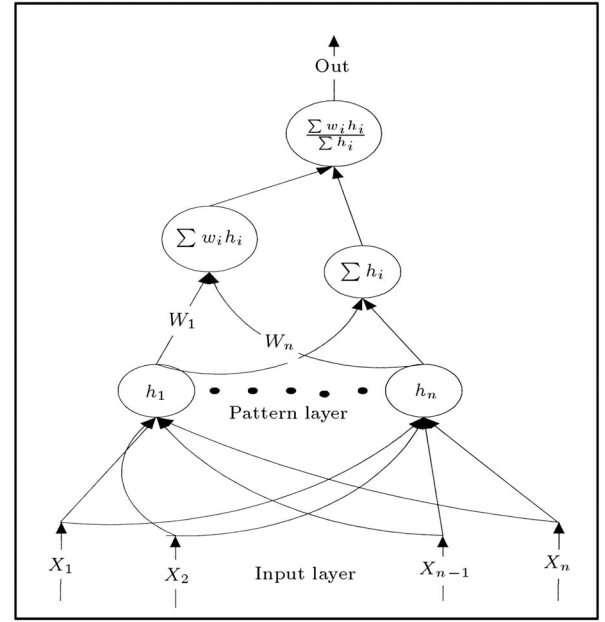 Out
∑ w_i h_i
∑ h_i
∑ w_i h_i
∑ h_i
W_1
W_n
h_1
h_n
Pattern layer
X_1
X_2
Input layer
X_{n−1}
X_n